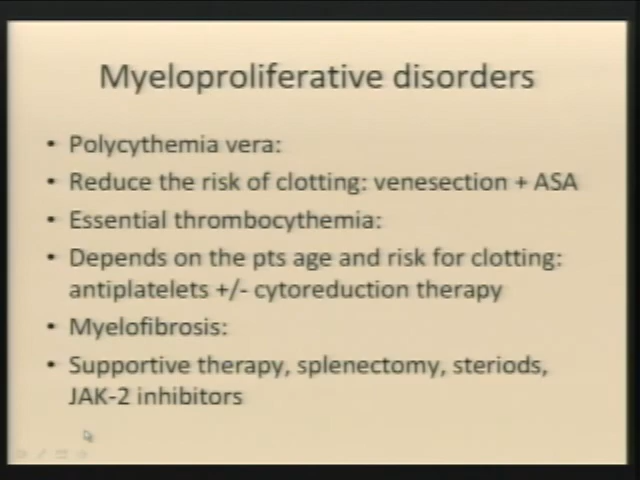 Myeloproliferative disorders
• Polycythemia vera:
• Reduce the risk of clotting: venesection + ASA
• Essential thrombocythemia:
• Depends on the pts age and risk for clotting:
antiplatelets +/- cytoreduction therapy
• Myelofibrosis:
• Supportive therapy, splenectomy, steriods,
JAK-2 inhibitors